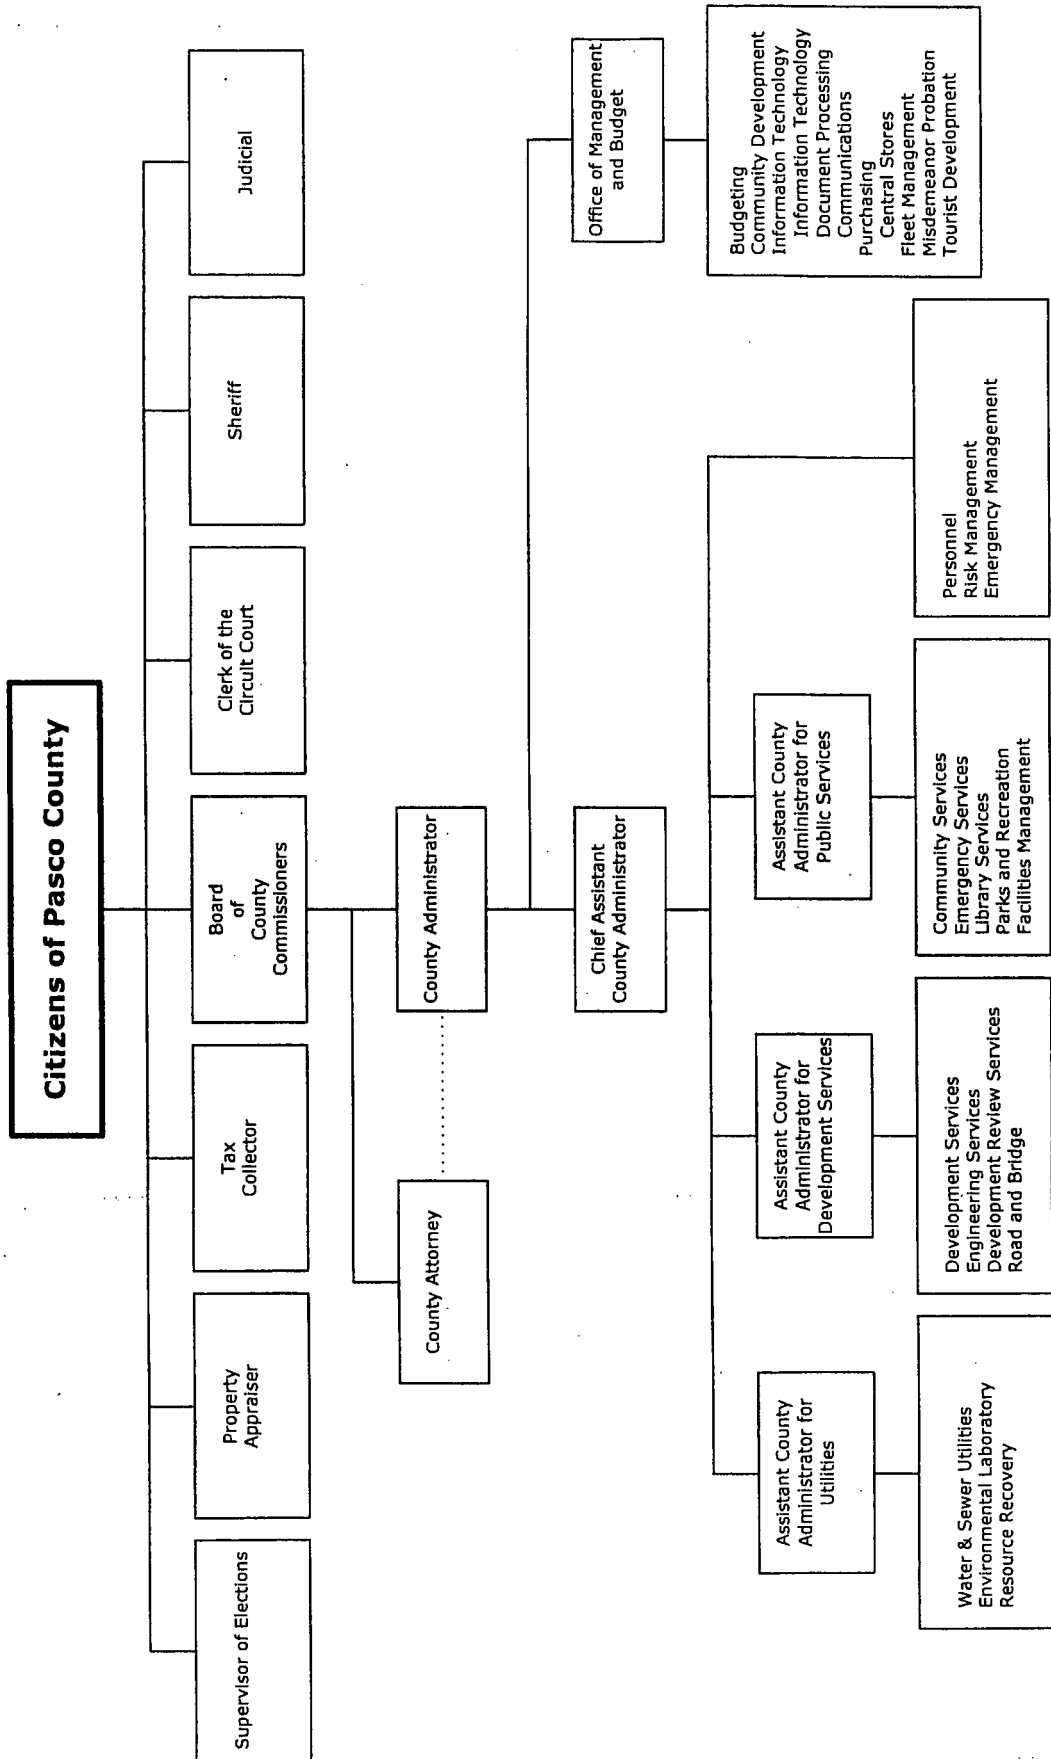 Citizens of Pasco County
Supervisor of Elections
Property
Appraiser
Tax
Collector
Board
of
County
Commissioners
Clerk of the
Circuit Court
Sheriff
Judicial
County Attorney
County Administrator
Chief Assistant
County Administrator
Office of Management
and Budget
Assistant County
Administrator for
Utilities
Assistant County
Administrator for
Development Services
Assistant County
Administrator for
Public Services
Budgeting
Community Development
Information Technology
Information Technology
Document Processing
Communications
Purchasing
Central Stores
Fleet Management
Misdemeanor Probation
Tourist Development
Water & Sewer Utilities
Environmental Laboratory
Resource Recovery
Development Services
Engineering Services
Development Review Services
Road and Bridge
Community Services
Emergency Services
Library Services
Parks and Recreation
Facilities Management
Personnel
Risk Management
Emergency Management